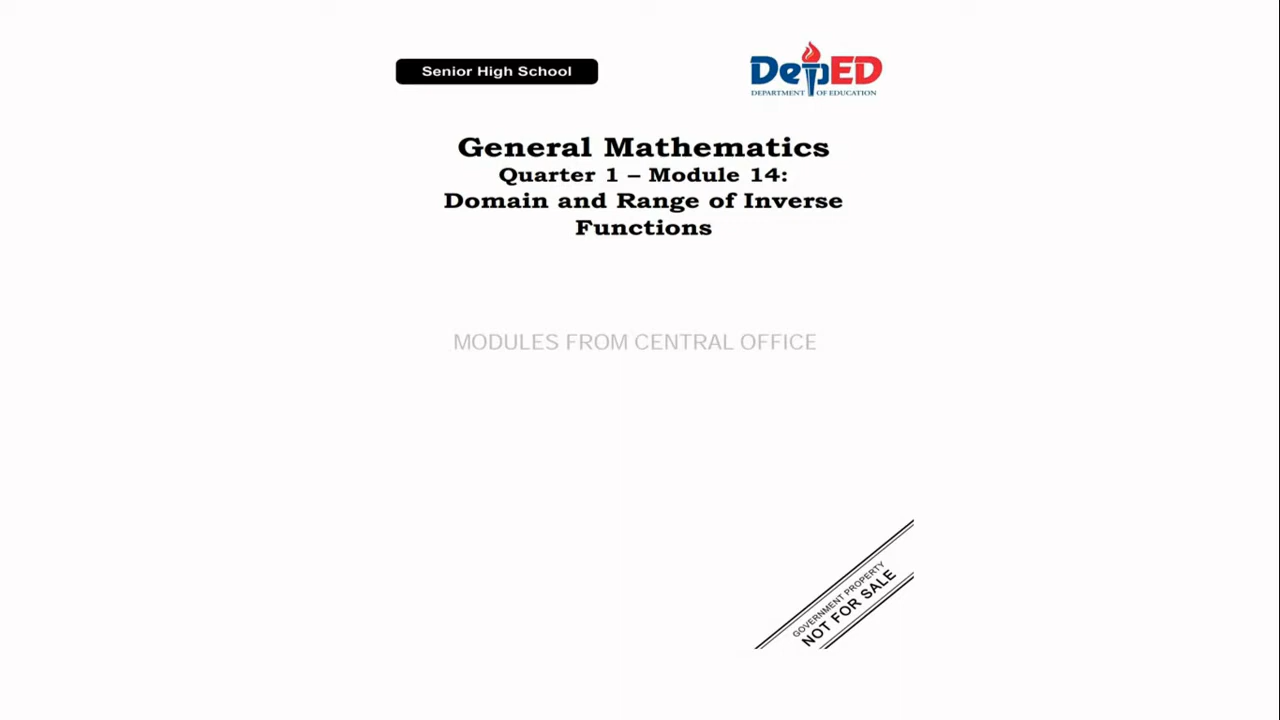 Senior High School
DepED
DEPARTMENT OF EDUCATION
General Mathematics
Quarter 1 – Module 14:
Domain and Range of Inverse
Functions
MODULES FROM CENTRAL OFFICE
GOVERNMENT PROPERTY
NOT FOR SALE